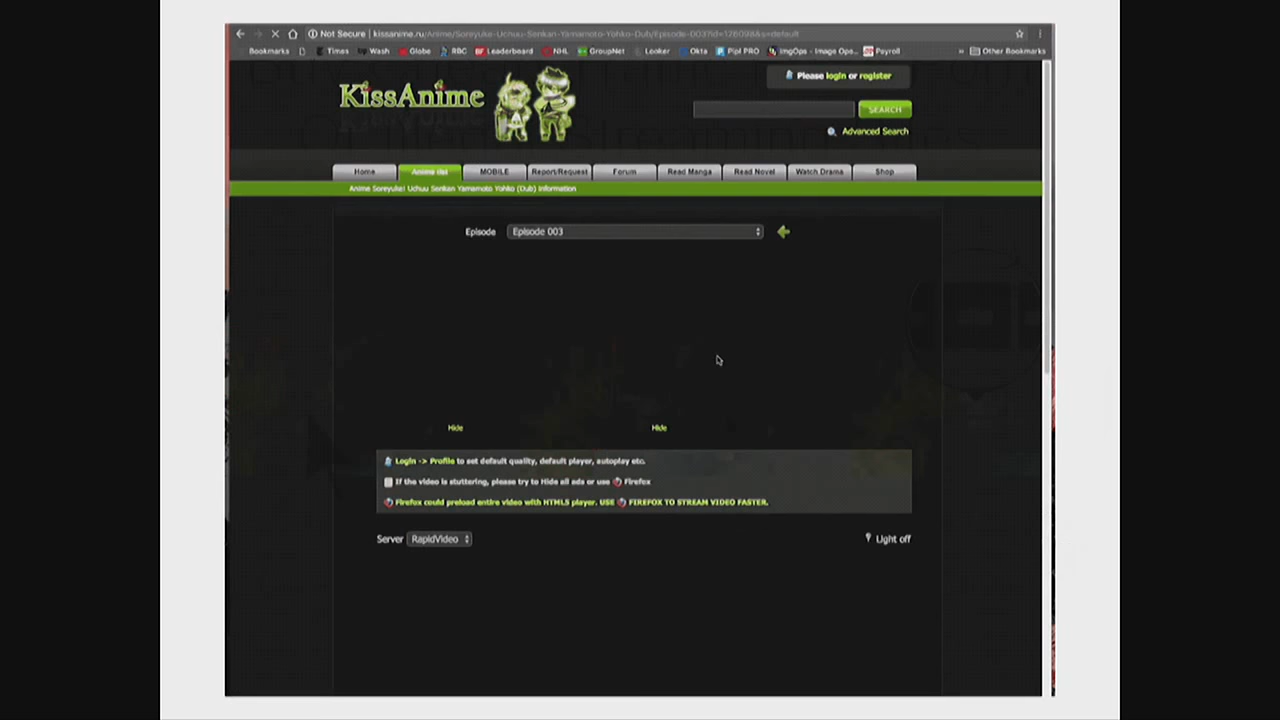 Not Secure | kissanime.ru/Anime/Soreyuke-Uchuu-Senkan-Yamamoto-Yohko-Dub/Episode-003?id=126098&s=default
Bookmarks Times Wash Globe RBC Leaderboard NHL GroupNet Looker Okta Pipl PRO ImgOps - Image Ops... Payroll » Other Bookmarks
KissAnime
Please login or register
SEARCH
Advanced Search
Home Anime list MOBILE Report/Request Forum Read Manga Read Novel Watch Drama Shop
Anime Soreyuke! Uchuu Senkan Yamamoto Yohko (Dub) information
Episode Episode 003
Hide Hide
Login -> Profile to set default quality, default player, autoplay etc.
If the video is stuttering, please try to Hide all ads or use Firefox
Firefox could preload entire video with HTML5 player. USE FIREFOX TO STREAM VIDEO FASTER.
Server RapidVideo Light off